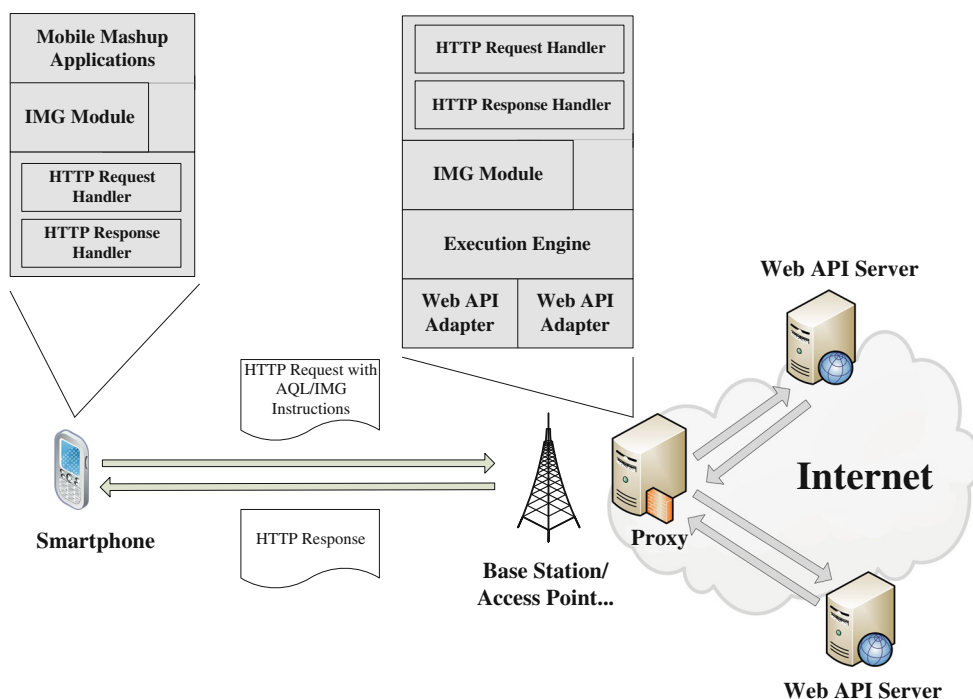 Mobile Mashup
Applications
IMG Module
HTTP Request
Handler
HTTP Response
Handler
HTTP Request Handler
HTTP Response Handler
IMG Module
Execution Engine
Web API
Adapter
Web API
Adapter
Web API Server
HTTP Request with
AQL/IMG
Instructions
Internet
Smartphone
HTTP Response
Proxy
Base Station/
Access Point...
Web API Server